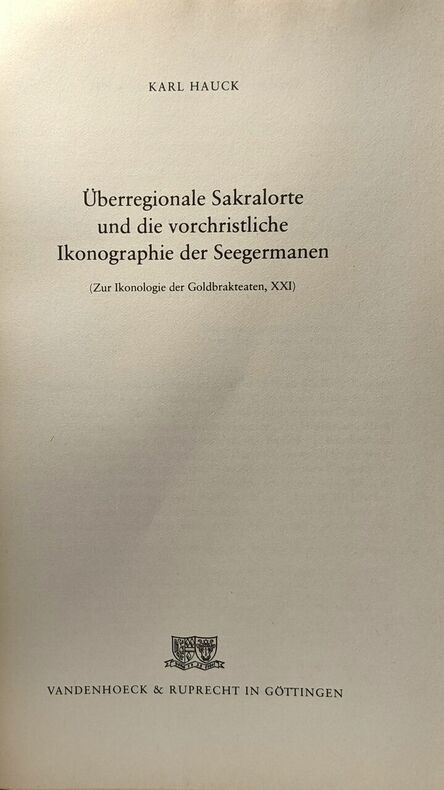 KARL HAUCK
Überregionale Sakralorte
und die vorchristliche
Ikonographie der Seegermanen
(Zur Ikonologie der Goldbrakteaten, XXI)
VANDENHOECK & RUPRECHT IN GÖTTINGEN